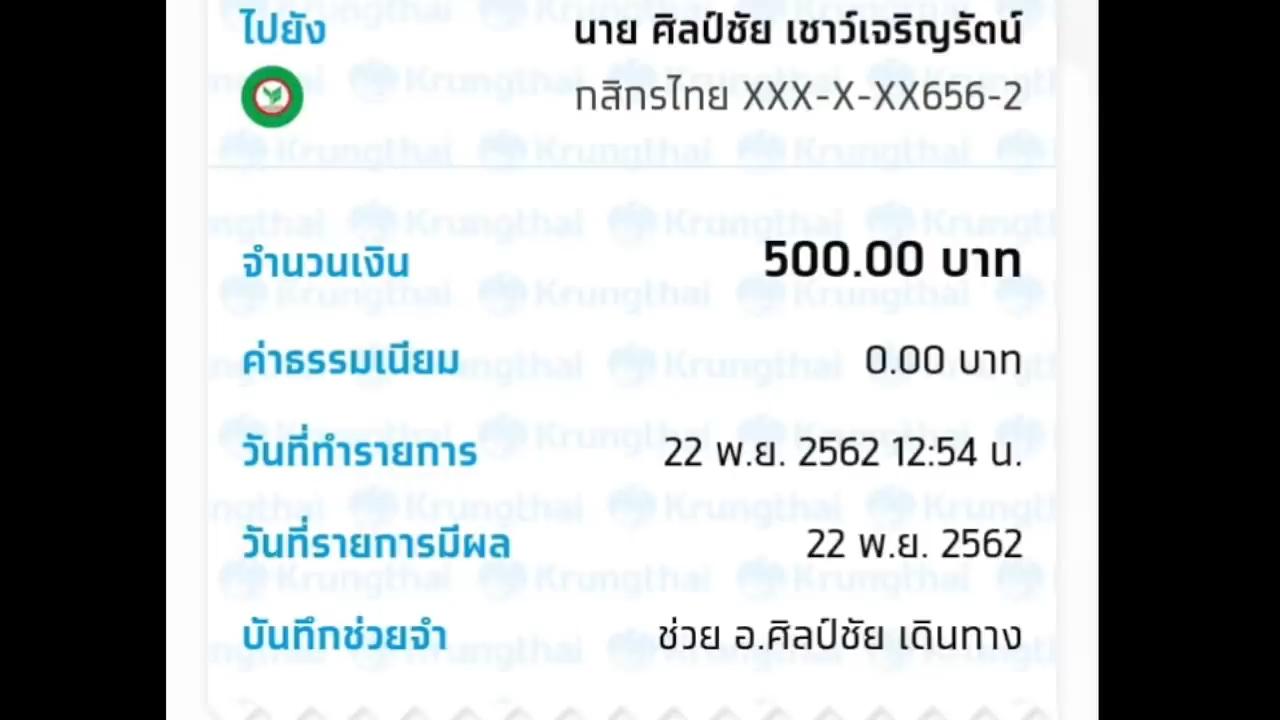 ไปยัง นาย ศิลป์ชัย เชาว์เจริญรัตน์
กสิกรไทย XXX-X-XX656-2
จำนวนเงิน 500.00 บาท
ค่าธรรมเนียม 0.00 บาท
วันที่ทำรายการ 22 พ.ย. 2562 12:54 น.
วันที่รายการมีผล 22 พ.ย. 2562
บันทึกช่วยจำ ช่วย อ.ศิลป์ชัย เดินทาง